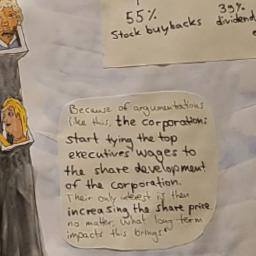 55%
Stock buybacks
39%
dividend
Because of argumentations
like this, the corporations
start tying the top
executives wages to
the share development
of the corporation.
Their only interest is then
increasing the share price
no matter, what long term
impacts this brings.